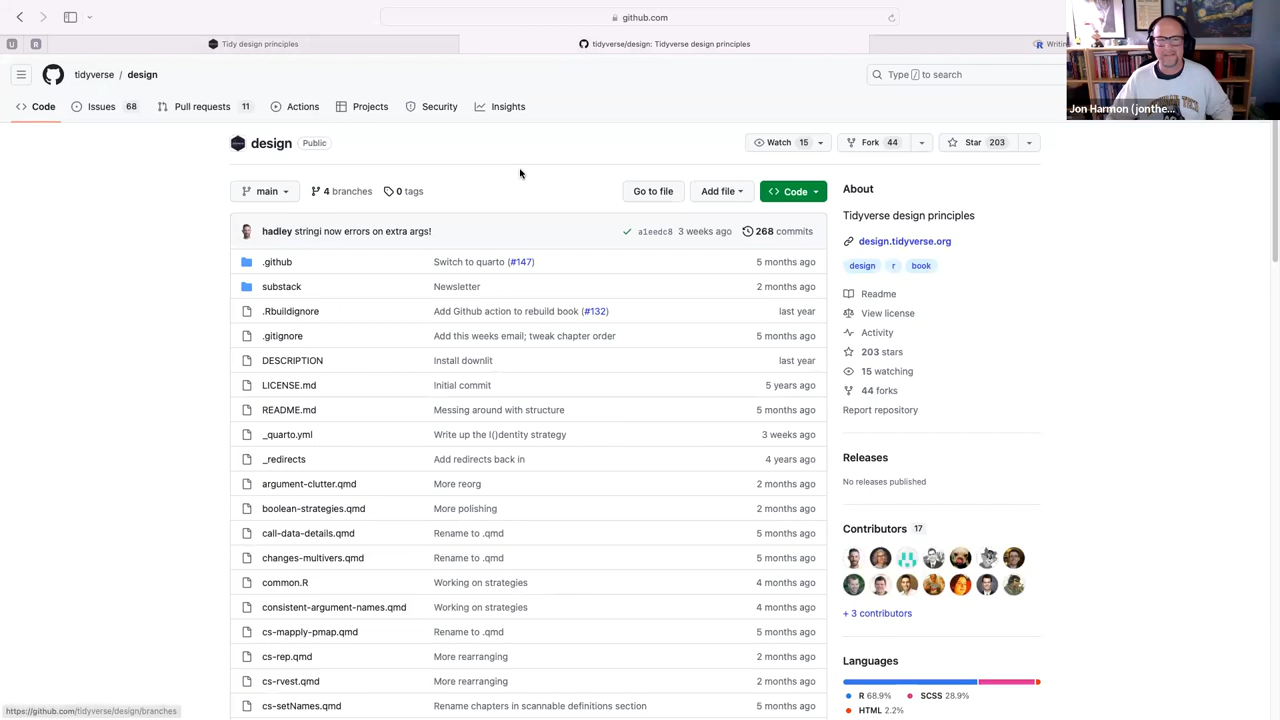 github.com
U R Tidy design principles tidyverse/design: Tidyverse design principles Writin
tidyverse / design Type / to search
Jon Harmon (jonthe...
Code Issues 68 Pull requests 11 Actions Projects Security Insights
design Public Watch 15 Fork 44 Star 203
main 4 branches 0 tags Go to file Add file Code
hadley stringi now errors on extra args! a1eedc8 3 weeks ago 268 commits
.github Switch to quarto (#147) 5 months ago
substack Newsletter 2 months ago
.Rbuildignore Add Github action to rebuild book (#132) last year
.gitignore Add this weeks email; tweak chapter order 5 months ago
DESCRIPTION Install downlit last year
LICENSE.md Initial commit 5 years ago
README.md Messing around with structure 5 months ago
_quarto.yml Write up the I()dentity strategy 3 weeks ago
_redirects Add redirects back in 4 years ago
argument-clutter.qmd More reorg 2 months ago
boolean-strategies.qmd More polishing 2 months ago
call-data-details.qmd Rename to .qmd 5 months ago
changes-multivers.qmd Rename to .qmd 5 months ago
common.R Working on strategies 4 months ago
consistent-argument-names.qmd Working on strategies 4 months ago
cs-mapply-pmap.qmd Rename to .qmd 5 months ago
cs-rep.qmd More rearranging 2 months ago
cs-rvest.qmd More rearranging 2 months ago
cs-setNames.qmd Rename chapters in scannable definitions section 5 months ago
About
Tidyverse design principles
design.tidyverse.org
design r book
Readme
View license
Activity
203 stars
15 watching
44 forks
Report repository
Releases
No releases published
Contributors 17
+ 3 contributors
Languages
R 68.9% SCSS 28.9%
HTML 2.2%
https://github.com/tidyverse/design/branches